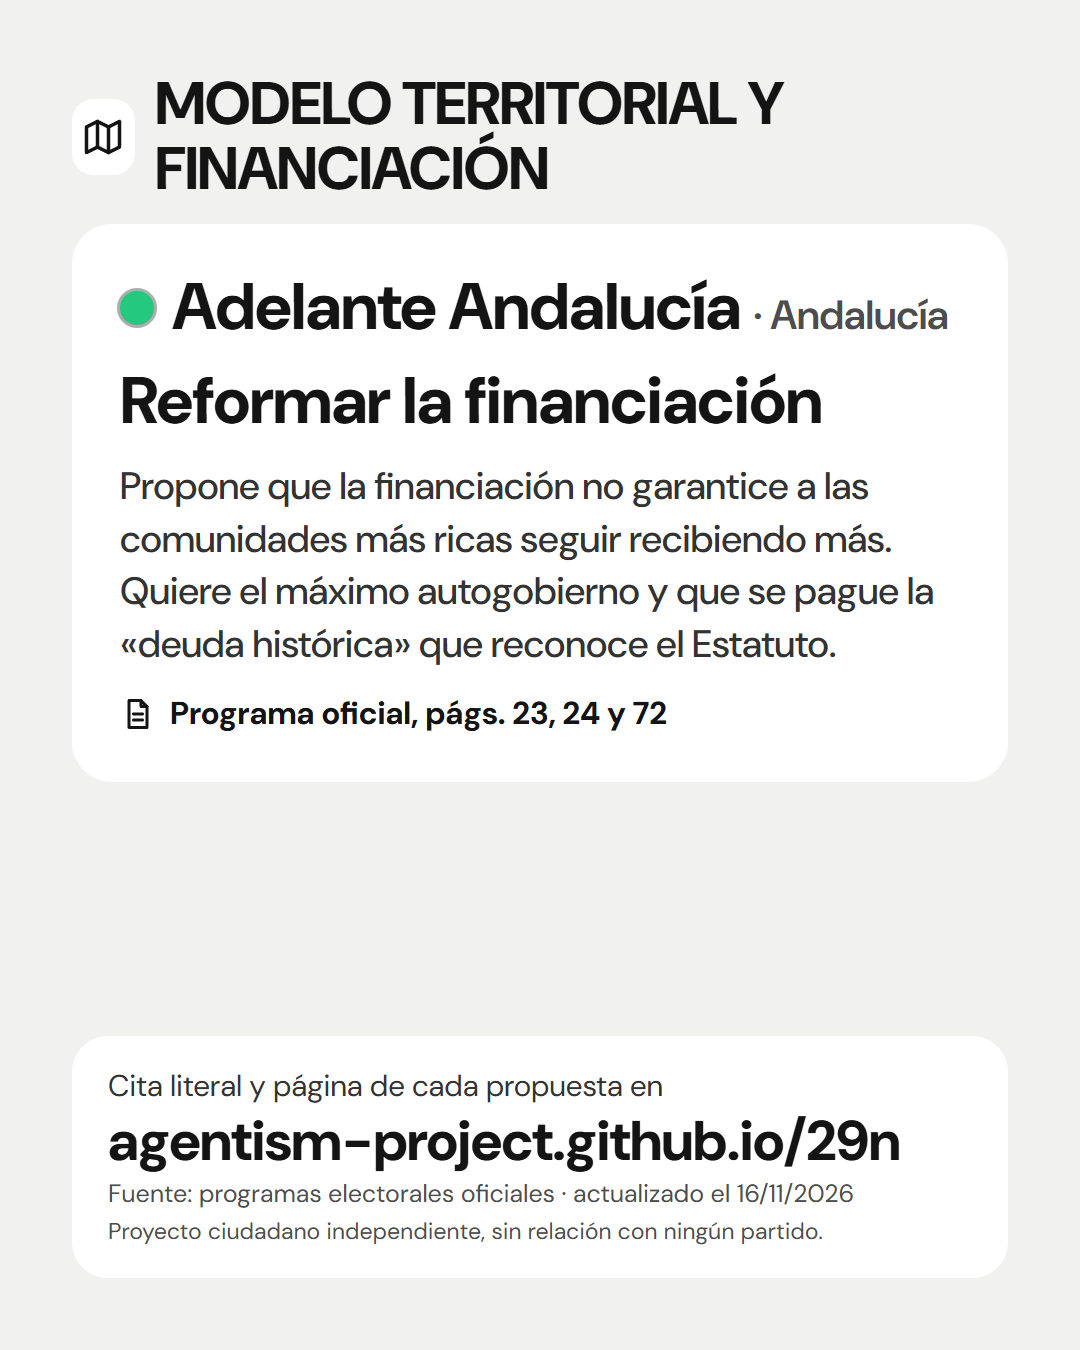 MODELO TERRITORIAL Y
FINANCIACIÓN
Adelante Andalucía · Andalucía
Reformar la financiación
Propone que la financiación no garantice a las
comunidades más ricas seguir recibiendo más.
Quiere el máximo autogobierno y que se pague la
«deuda histórica» que reconoce el Estatuto.
Programa oficial, págs. 23, 24 y 72
Cita literal y página de cada propuesta en
agentism-project.github.io/29n
Fuente: programas electorales oficiales · actualizado el 16/11/2026
Proyecto ciudadano independiente, sin relación con ningún partido.